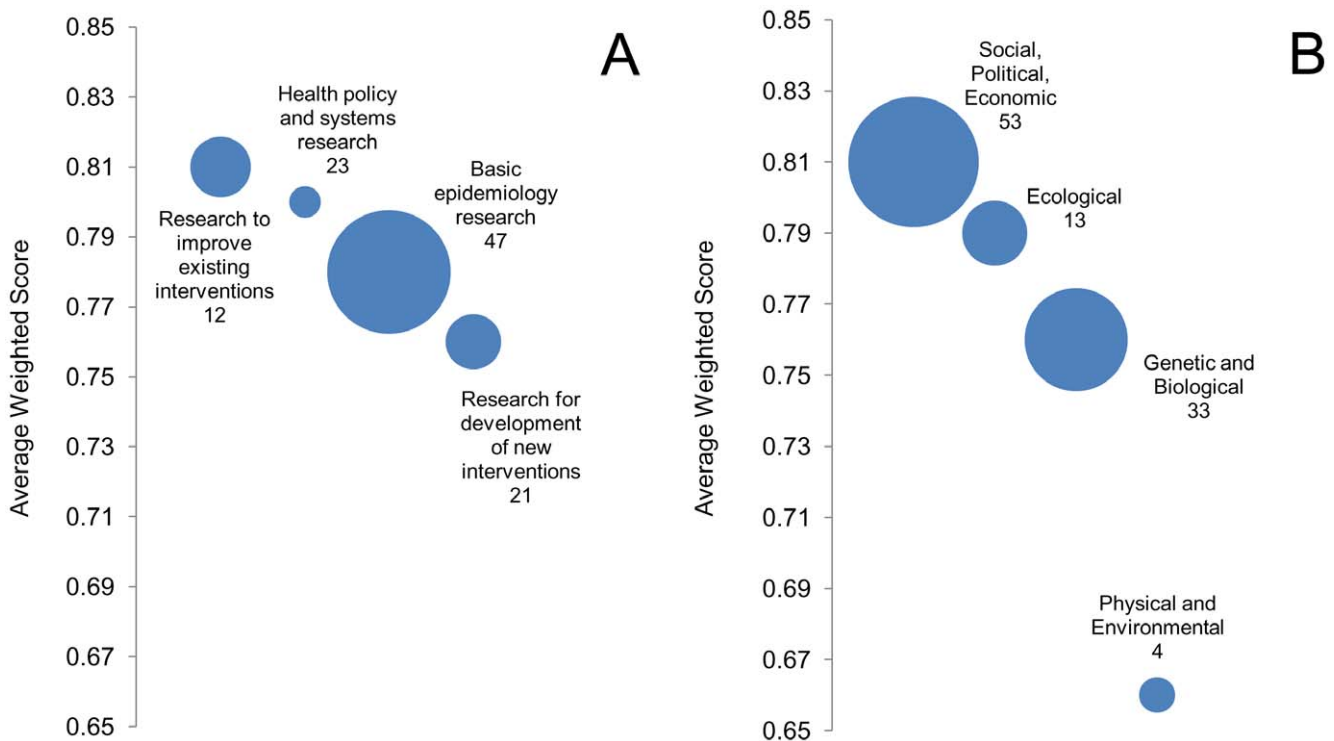 A
Average Weighted Score
0.85
0.83
0.81
0.79
0.77
0.75
0.73
0.71
0.69
0.67
0.65
Research to
improve
existing
interventions
12
Health policy
and systems
research
23
Basic
epidemiology
research
47
Research for
development
of new
interventions
21
B
Average Weighted Score
0.85
0.83
0.81
0.79
0.77
0.75
0.73
0.71
0.69
0.67
0.65
Social,
Political,
Economic
53
Ecological
13
Genetic and
Biological
33
Physical and
Environmental
4